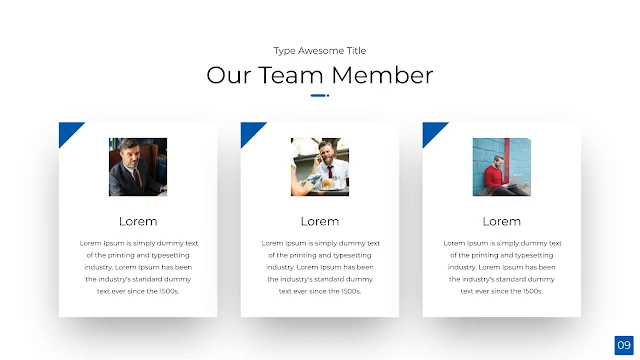 Type Awesome Title
Our Team Member
Lorem
Lorem Ipsum is simply dummy text
of the printing and typesetting
industry. Lorem Ipsum has been
the industry's standard dummy
text ever since the 1500s.
Lorem
Lorem Ipsum is simply dummy text
of the printing and typesetting
industry. Lorem Ipsum has been
the industry's standard dummy
text ever since the 1500s.
Lorem
Lorem Ipsum is simply dummy text
of the printing and typesetting
industry. Lorem Ipsum has been
the industry's standard dummy
text ever since the 1500s.
09